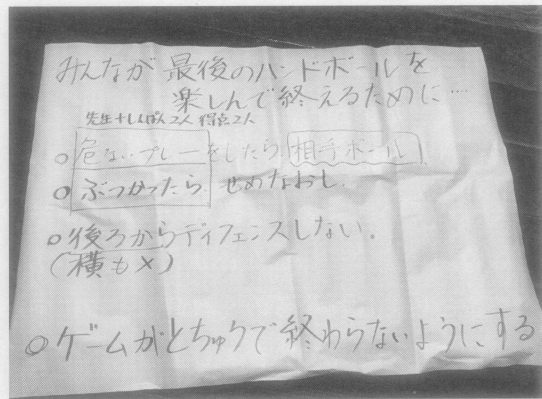 みんなが 最後のハンドボールを
楽しんで終えるために…
先生+しんぱん2人 得点2人
○危ないプレーをしたら 相手ボール
○ぶつかったら せめなおし.
○後ろからディフェンスしない.
(横も×)
◎ゲームがとちゅうで終わらないようにする